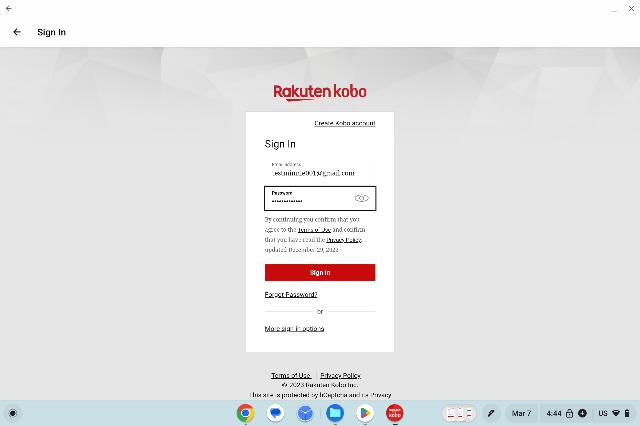 Sign In
Rakuten kobo
Create Kobo account
Sign In
Email address
testminnie001@gmail.com
Password
By continuing you confirm that you
agree to the Terms of Use and confirm
that you have read the Privacy Policy,
updated December 29, 2022
Sign In
Forgot Password?
or
More sign in options
Terms of Use | Privacy Policy
© 2023 Rakuten Kobo Inc.
This site is protected by hCaptcha and its Privacy
Rakuten kobo
Mar 7
4:44
US